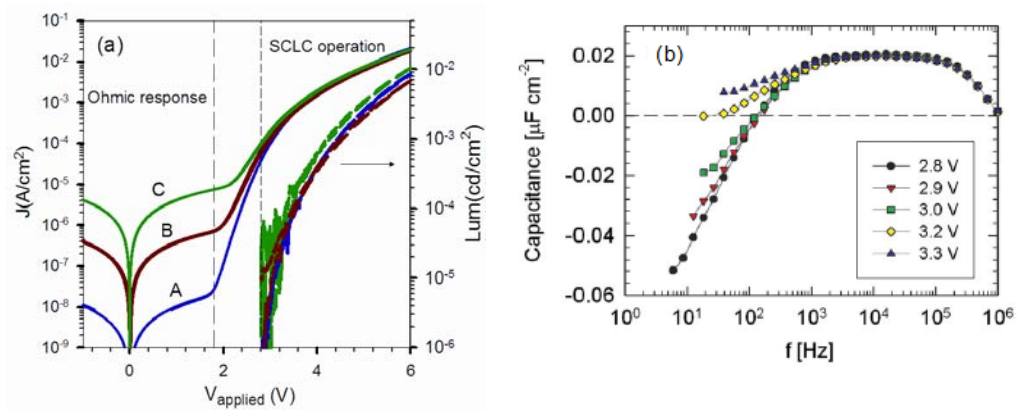 (a)
SCLC operation
Ohmic response
C
B
A
J(A/cm²)
10⁻¹
10⁻²
10⁻³
10⁻⁴
10⁻⁵
10⁻⁶
10⁻⁷
10⁻⁸
10⁻⁹
0 2 4 6
V applied (V)
10⁻²
10⁻³
10⁻⁴
10⁻⁵
10⁻⁶
Lum(cd/cm²)
(b)
Capacitance [µF cm⁻²]
0.02
0.00
-0.02
-0.04
-0.06
2.8 V
2.9 V
3.0 V
3.2 V
3.3 V
10⁰ 10¹ 10² 10³ 10⁴ 10⁵ 10⁶
f [Hz]